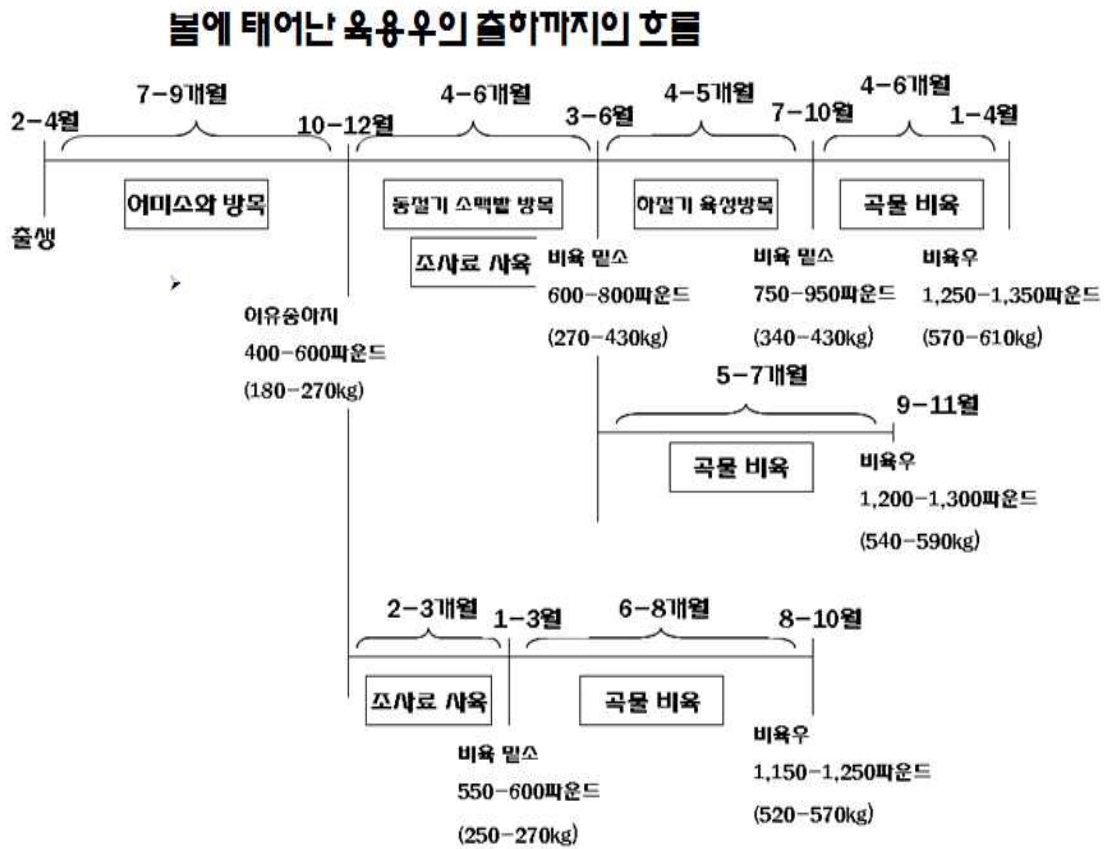 봄에 태어난 육용우의 출하까지의 흐름
7-9개월
4-6개월
4-5개월
4-6개월
2-4월
10-12월
3-6월
7-10월
1-4월
어미소와 방목
동절기 소맥밭 방목
하절기 육성방목
곡물 비육
출생
조사료 사육
비육 밑소
600-800파운드
(270-430kg)
비육 밑소
750-950파운드
(340-430kg)
비육우
1,250-1,350파운드
(570-610kg)
이유송아지
400-600파운드
(180-270kg)
5-7개월
9-11월
곡물 비육
비육우
1,200-1,300파운드
(540-590kg)
2-3개월
1-3월
6-8개월
8-10월
조사료 사육
곡물 비육
비육 밑소
550-600파운드
(250-270kg)
비육우
1,150-1,250파운드
(520-570kg)